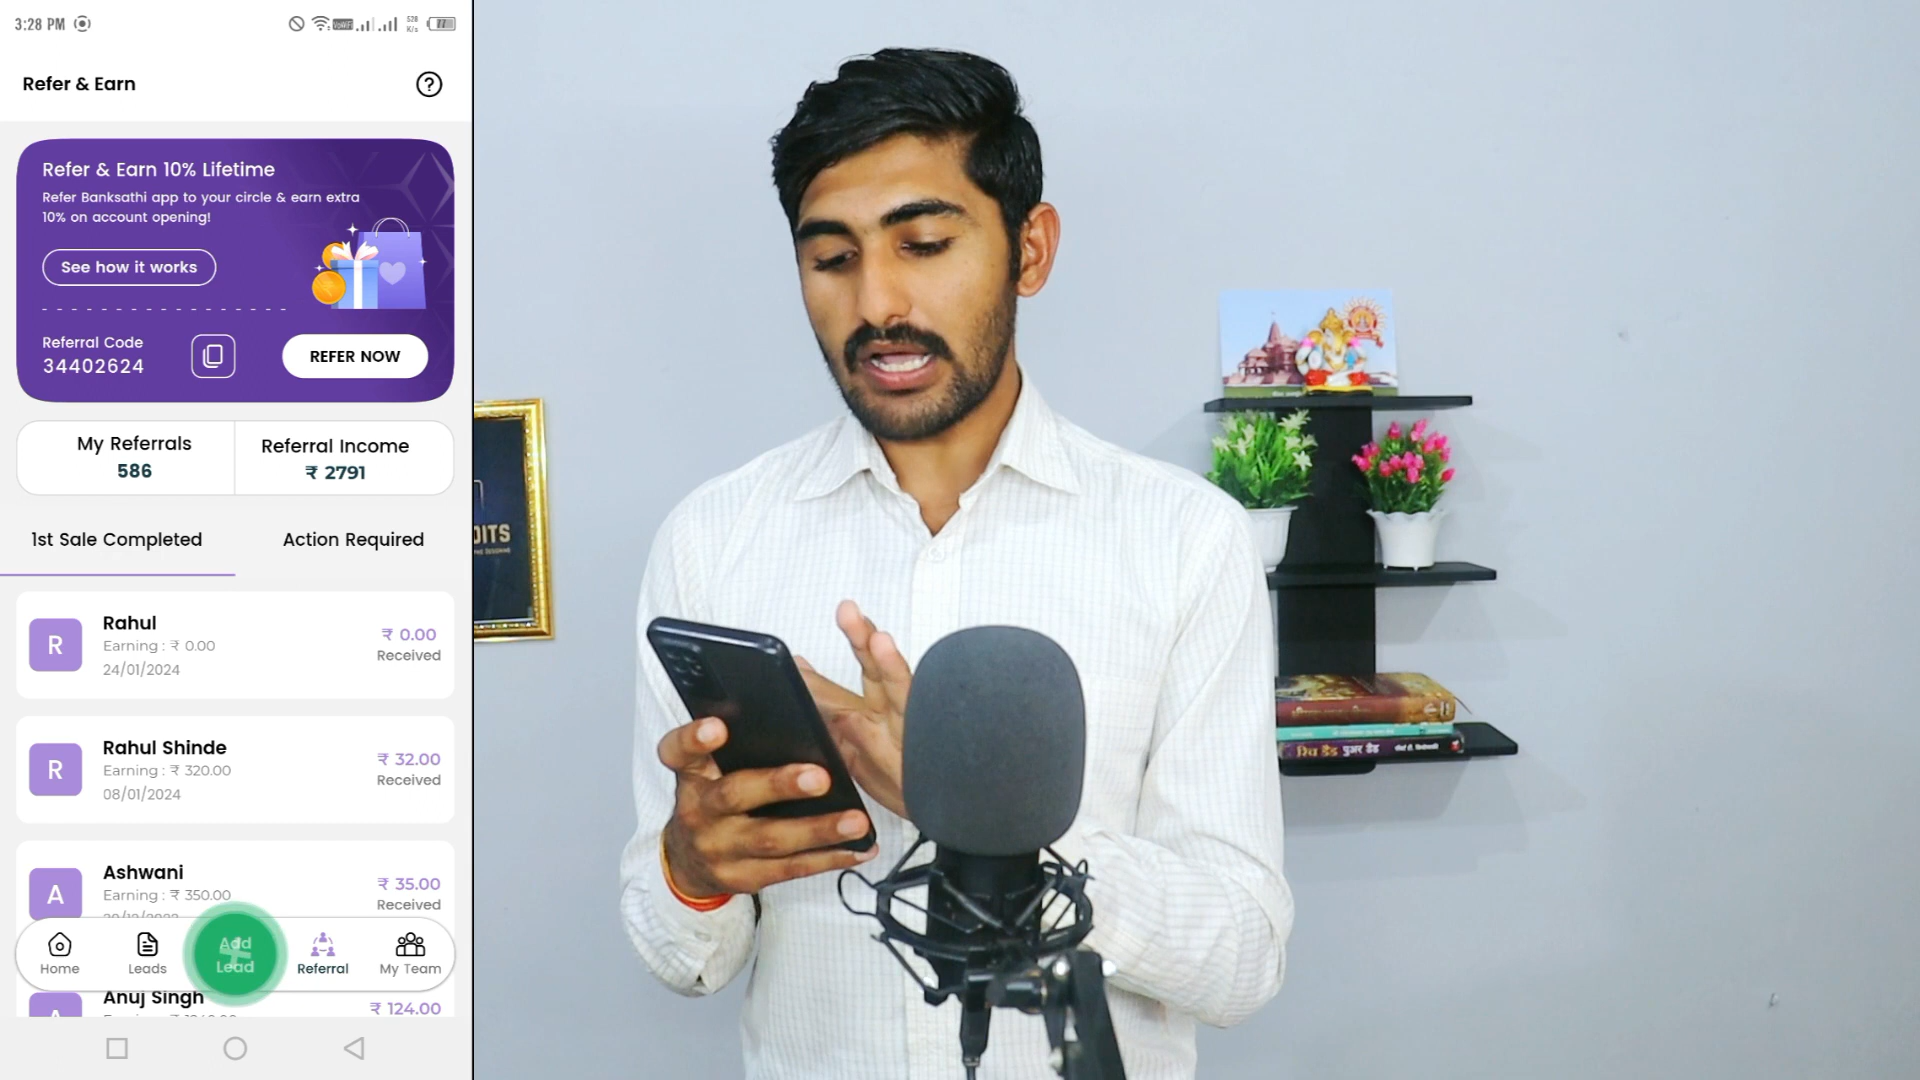 3:28 PM
528
K/s
Refer & Earn
?
Refer & Earn 10% Lifetime
Refer Banksathi app to your circle & earn extra
10% on account opening!
See how it works
Referral Code
34402624
REFER NOW
My Referrals
586
Referral Income
₹ 2791
1st Sale Completed
Action Required
R
Rahul
Earning : ₹ 0.00
24/01/2024
₹ 0.00
Received
R
Rahul Shinde
Earning : ₹ 320.00
08/01/2024
₹ 32.00
Received
A
Ashwani
Earning : ₹ 350.00
₹ 35.00
Received
Home
Leads
Add
Lead
Referral
My Team
Anuj Singh
₹ 124.00
DITS
रिच डैड पुअर डैड